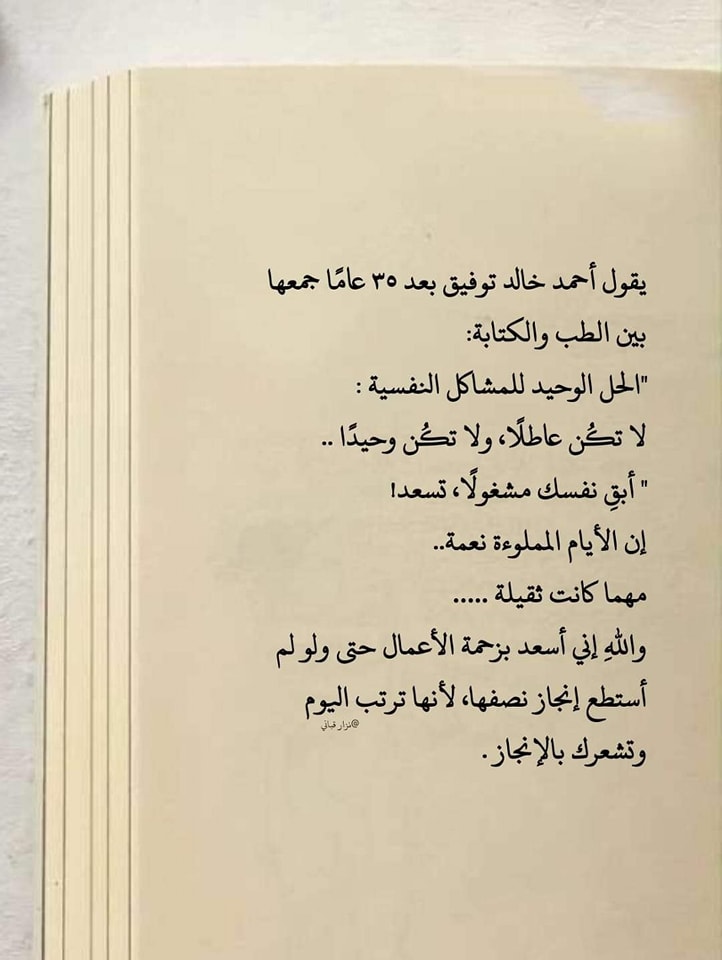 يقول أحمد خالد توفيق بعد ٣٥ عامًا جمعها
بين الطب والكتابة:
"الحل الوحيد للمشاكل النفسية :
لا تكُن عاطلًا، ولا تكُن وحيدًا ..
" أبقِ نفسك مشغولًا، تسعد!
إن الأيام المملوءة نعمة..
مهما كانت ثقيلة .....
واللهِ إني أسعد بزحمة الأعمال حتى ولو لم
أستطع إنجاز نصفها، لأنها ترتب اليوم
@نزار قباني
وتشعرك بالإنجاز .